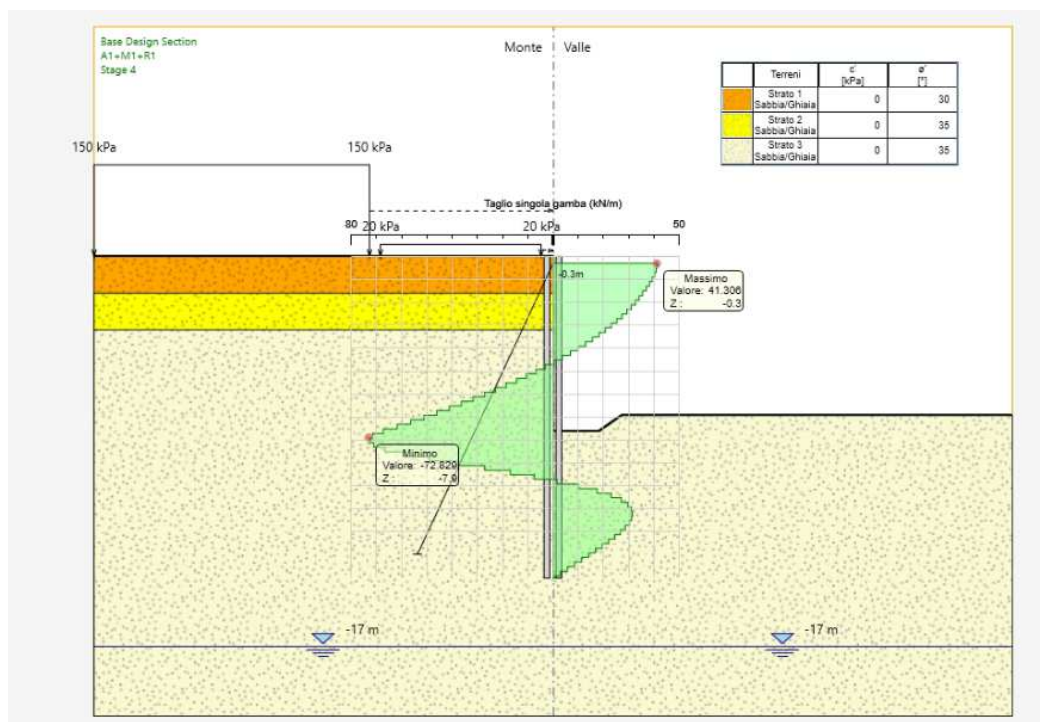 Base Design Section
A1+M1+R1
Stage 4
Monte Valle
Terreni c' [kPa] ø' [°]
Strato 1 Sabbia/Ghiaia 0 30
Strato 2 Sabbia/Ghiaia 0 35
Strato 3 Sabbia/Ghiaia 0 35
150 kPa 150 kPa
Taglio singola gamba (kN/m)
80 20 kPa 20 kPa 50
-0.3m
Massimo
Valore: 41.306
Z : -0.3
Minimo
Valore: -72.829
Z : -7.9
-17 m -17 m